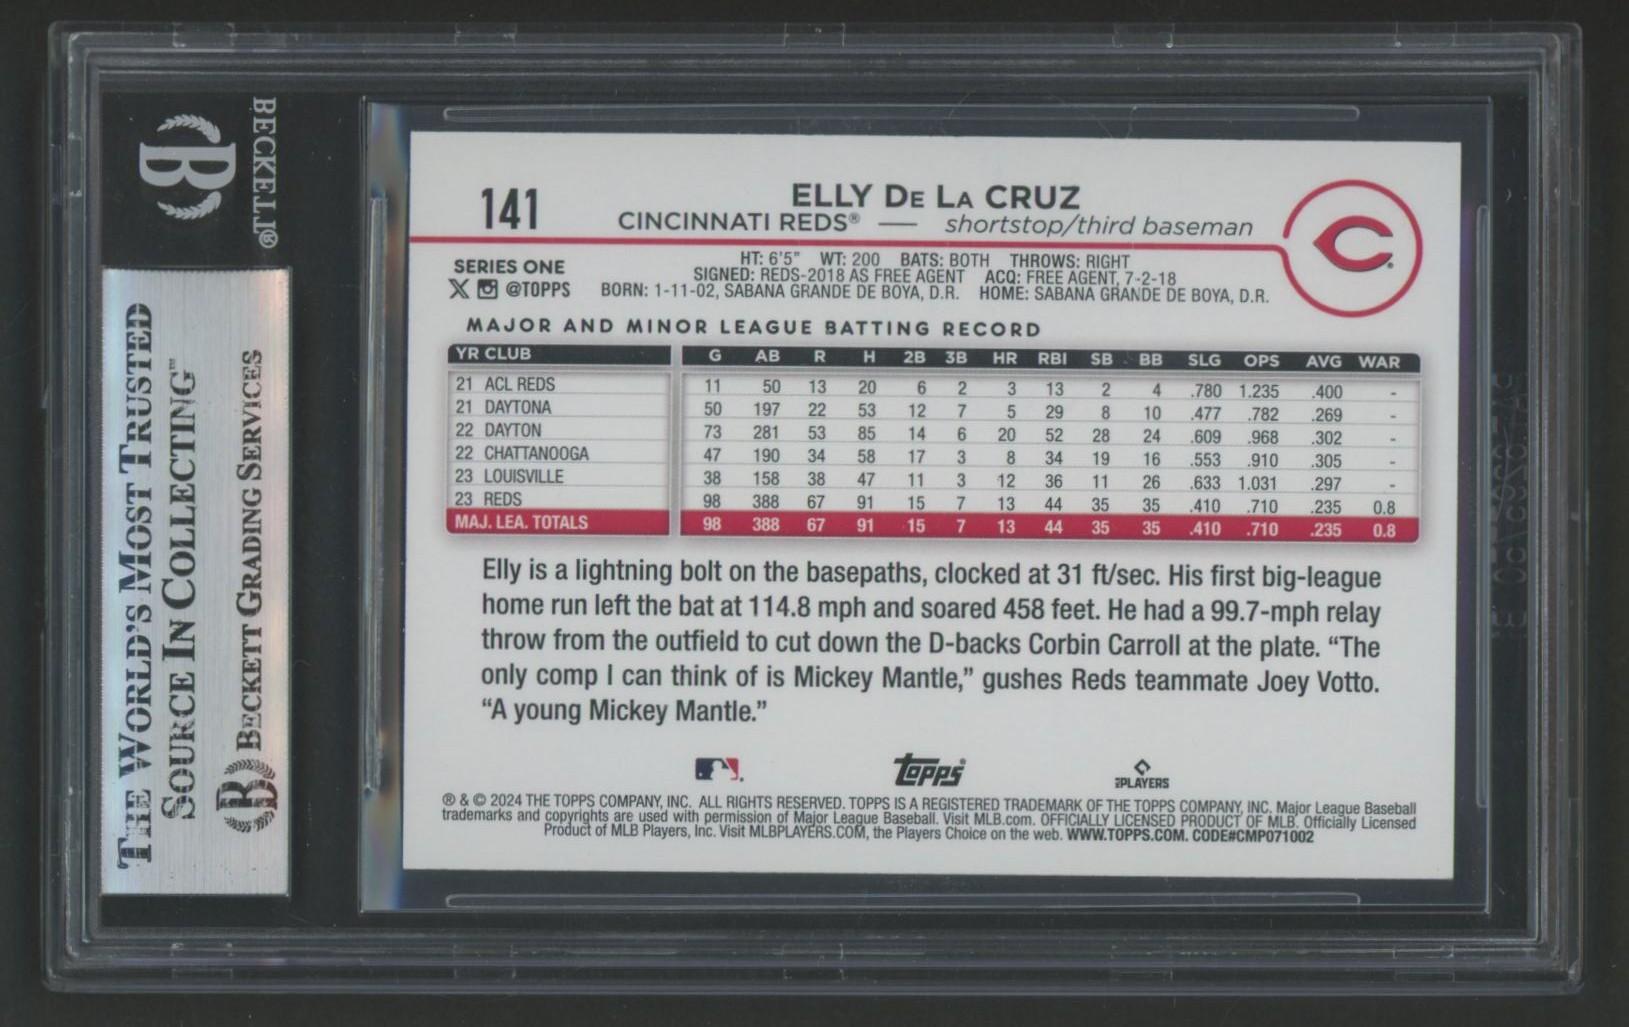 BECKETT®
B
THE WORLD'S MOST TRUSTED
SOURCE IN COLLECTING™
B BECKETT GRADING SERVICES
141
ELLY De La CRUZ
CINCINNATI REDS® — shortstop/third baseman
C
SERIES ONE
@TOPPS
HT: 6'5" WT: 200 BATS: BOTH THROWS: RIGHT
SIGNED: REDS-2018 AS FREE AGENT ACQ: FREE AGENT, 7-2-18
BORN: 1-11-02, SABANA GRANDE DE BOYA, D.R. HOME: SABANA GRANDE DE BOYA, D.R.
MAJOR AND MINOR LEAGUE BATTING RECORD
YR CLUB G AB R H 2B 3B HR RBI SB BB SLG OPS AVG WAR
21 ACL REDS 11 50 13 20 6 2 3 13 2 4 .780 1.235 .400 -
21 DAYTONA 50 197 22 53 12 7 5 29 8 10 .477 .782 .269 -
22 DAYTON 73 281 53 85 14 6 20 52 28 24 .609 .968 .302 -
22 CHATTANOOGA 47 190 34 58 17 3 8 34 19 16 .553 .910 .305 -
23 LOUISVILLE 38 158 38 47 11 3 12 36 11 26 .633 1.031 .297 -
23 REDS 98 388 67 91 15 7 13 44 35 35 .410 .710 .235 0.8
MAJ. LEA. TOTALS 98 388 67 91 15 7 13 44 35 35 .410 .710 .235 0.8
Elly is a lightning bolt on the basepaths, clocked at 31 ft/sec. His first big-league
home run left the bat at 114.8 mph and soared 458 feet. He had a 99.7-mph relay
throw from the outfield to cut down the D-backs Corbin Carroll at the plate. “The
only comp I can think of is Mickey Mantle,” gushes Reds teammate Joey Votto.
“A young Mickey Mantle.”
Topps®
PLAYERS
® & © 2024 THE TOPPS COMPANY, INC. ALL RIGHTS RESERVED. TOPPS IS A REGISTERED TRADEMARK OF THE TOPPS COMPANY, INC. Major League Baseball
trademarks and copyrights are used with permission of Major League Baseball. Visit MLB.com. OFFICIALLY LICENSED PRODUCT OF MLB. Officially Licensed
Product of MLB Players, Inc. Visit MLBPLAYERS.COM, the Players Choice on the web. WWW.TOPPS.COM. CODE#CMP071002